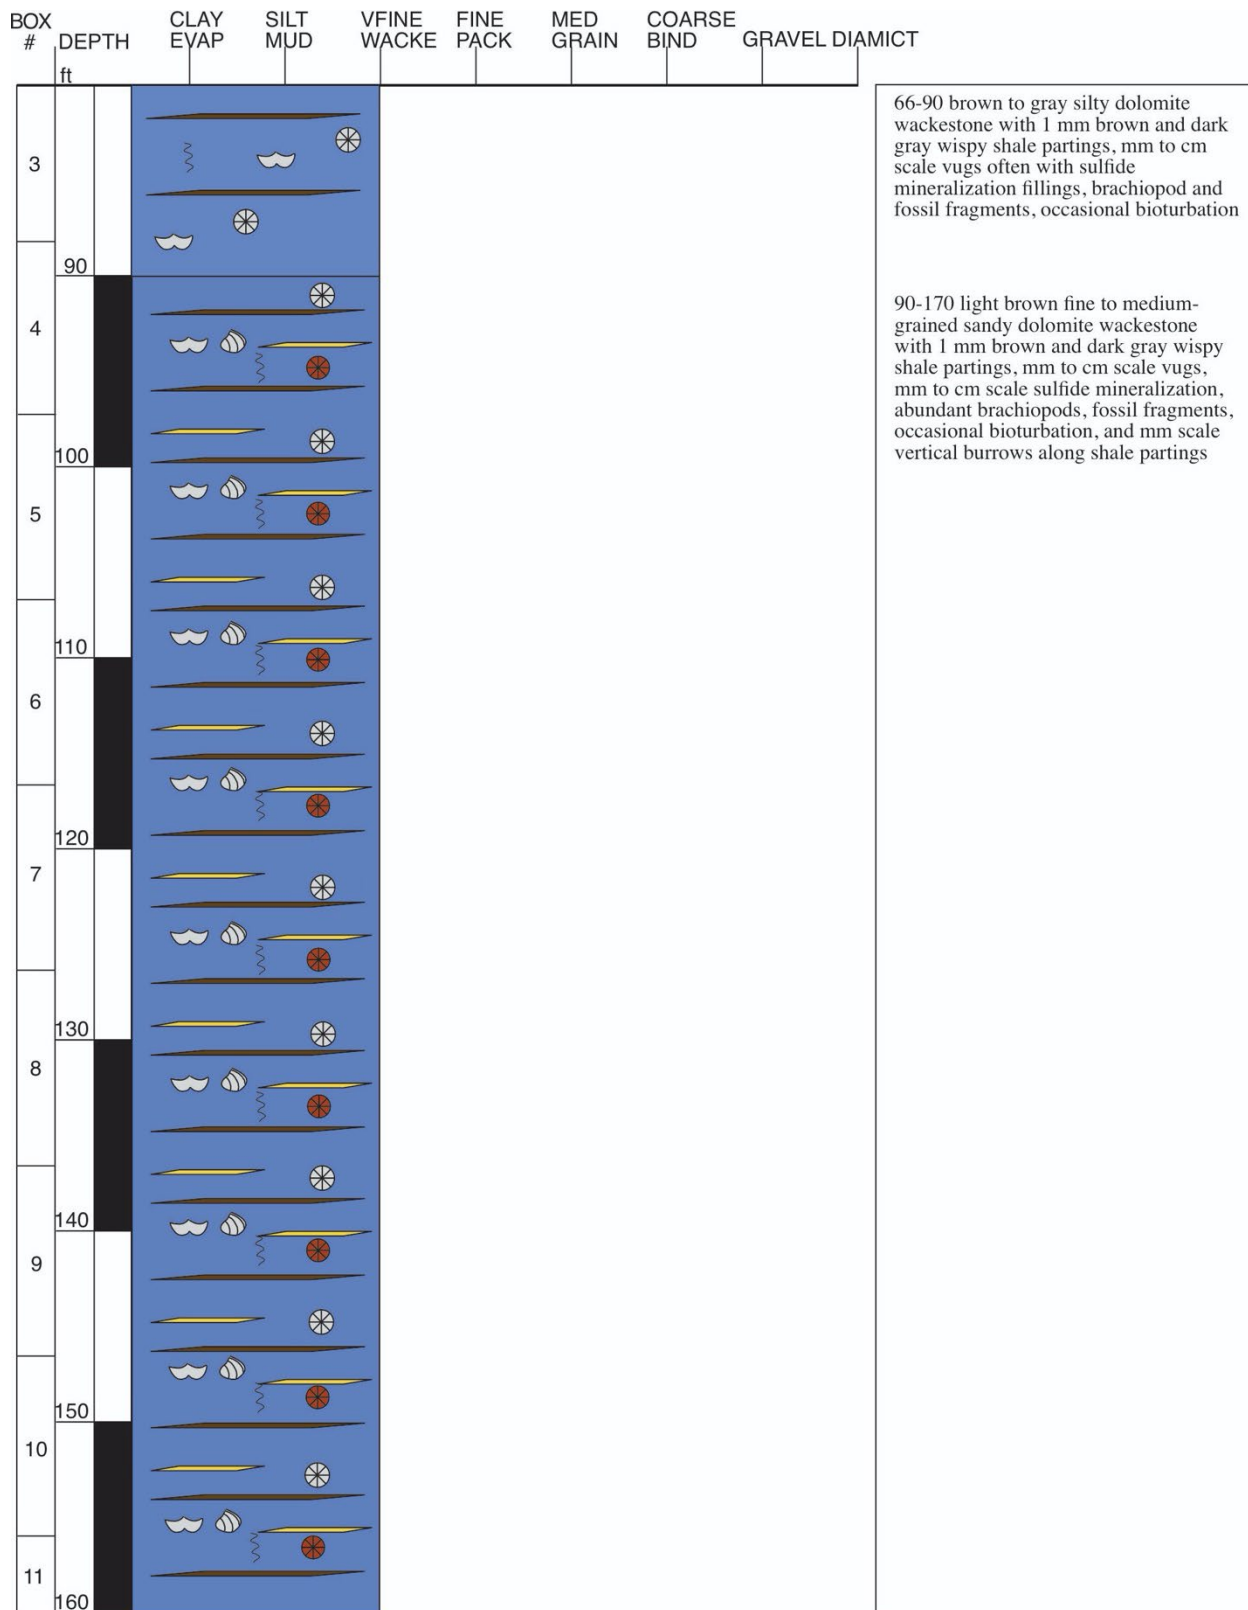 BOX #
DEPTH
CLAY EVAP
SILT MUD
VFINE WACKE
FINE PACK
MED GRAIN
COARSE BIND
GRAVEL
DIAMICT
ft
3
90
4
100
5
110
6
120
7
130
8
140
9
150
10
11
160
66-90 brown to gray silty dolomite
wackestone with 1 mm brown and dark
gray wispy shale partings, mm to cm
scale vugs often with sulfide
mineralization fillings, brachiopod and
fossil fragments, occasional bioturbation
90-170 light brown fine to medium-
grained sandy dolomite wackestone
with 1 mm brown and dark gray wispy
shale partings, mm to cm scale vugs,
mm to cm scale sulfide mineralization,
abundant brachiopods, fossil fragments,
occasional bioturbation, and mm scale
vertical burrows along shale partings